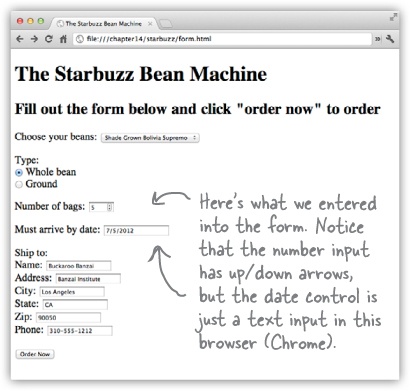 The Starbuzz Bean Machine
file:///chapter14/starbuzz/form.html
The Starbuzz Bean Machine
Fill out the form below and click "order now" to order
Choose your beans: Shade Grown Bolivia Supremo
Type:
Whole bean
Ground
Number of bags: 5
Must arrive by date: 7/5/2012
Ship to:
Name: Buckaroo Banzai
Address: Banzai Institute
City: Los Angeles
State: CA
Zip: 90050
Phone: 310-555-1212
Order Now
Here's what we entered
into the form. Notice
that the number input
has up/down arrows,
but the date control is
just a text input in this
browser (Chrome).